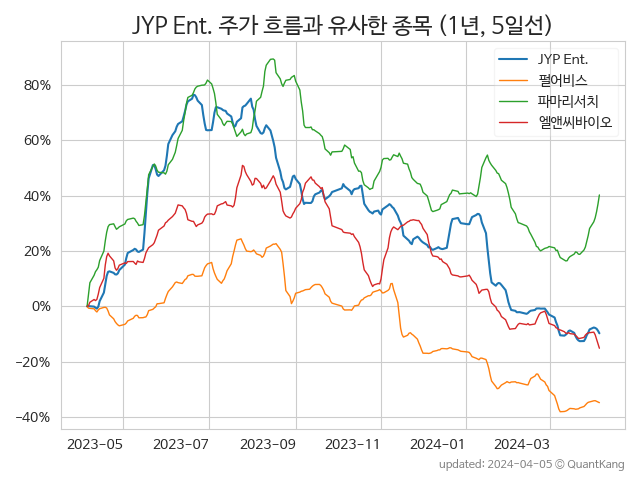 JYP Ent. 주가 흐름과 유사한 종목 (1년, 5일선)
JYP Ent.
펄어비스
파마리서치
엘앤씨바이오
80%
60%
40%
20%
0%
−20%
−40%
2023-05 2023-07 2023-09 2023-11 2024-01 2024-03
updated: 2024-04-05 © QuantKang